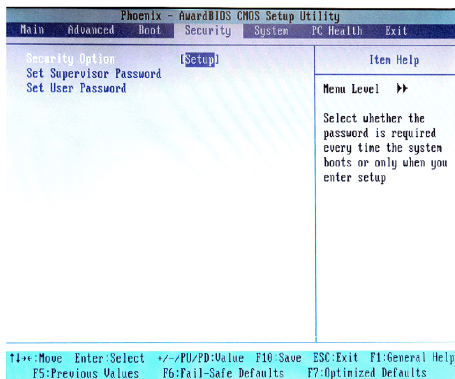 Phoenix - AwardBIOS CMOS Setup Utility
Main Advanced Boot Security System PC Health Exit
Security Option [Setup]
Set Supervisor Password
Set User Password
Item Help
Menu Level ►►
Select whether the
password is required
every time the system
boots or only when you
enter setup
↑↓→←:Move Enter:Select +/-/PU/PD:Value F10:Save ESC:Exit F1:General Help
F5:Previous Values F6:Fail-Safe Defaults F7:Optimized Defaults